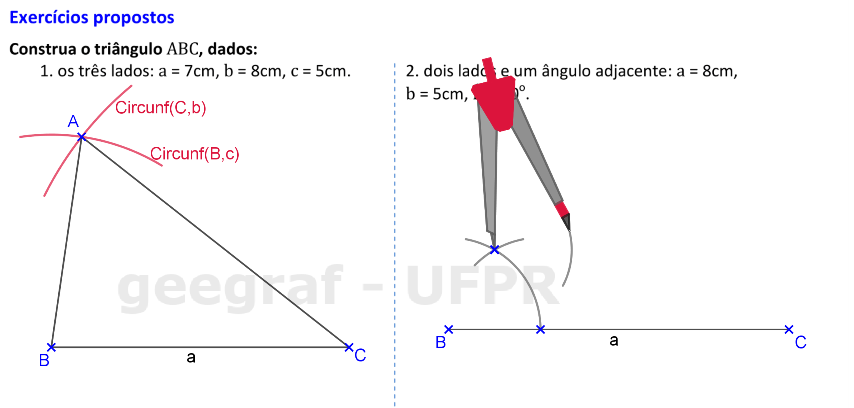 Exercícios propostos
Construa o triângulo ABC, dados:
1. os três lados: a = 7cm, b = 8cm, c = 5cm.
2. dois lados e um ângulo adjacente: a = 8cm,
b = 5cm,
Circunf(C,b)
A
Circunf(B,c)
geegraf - UFPR
B
a
C
B
a
C